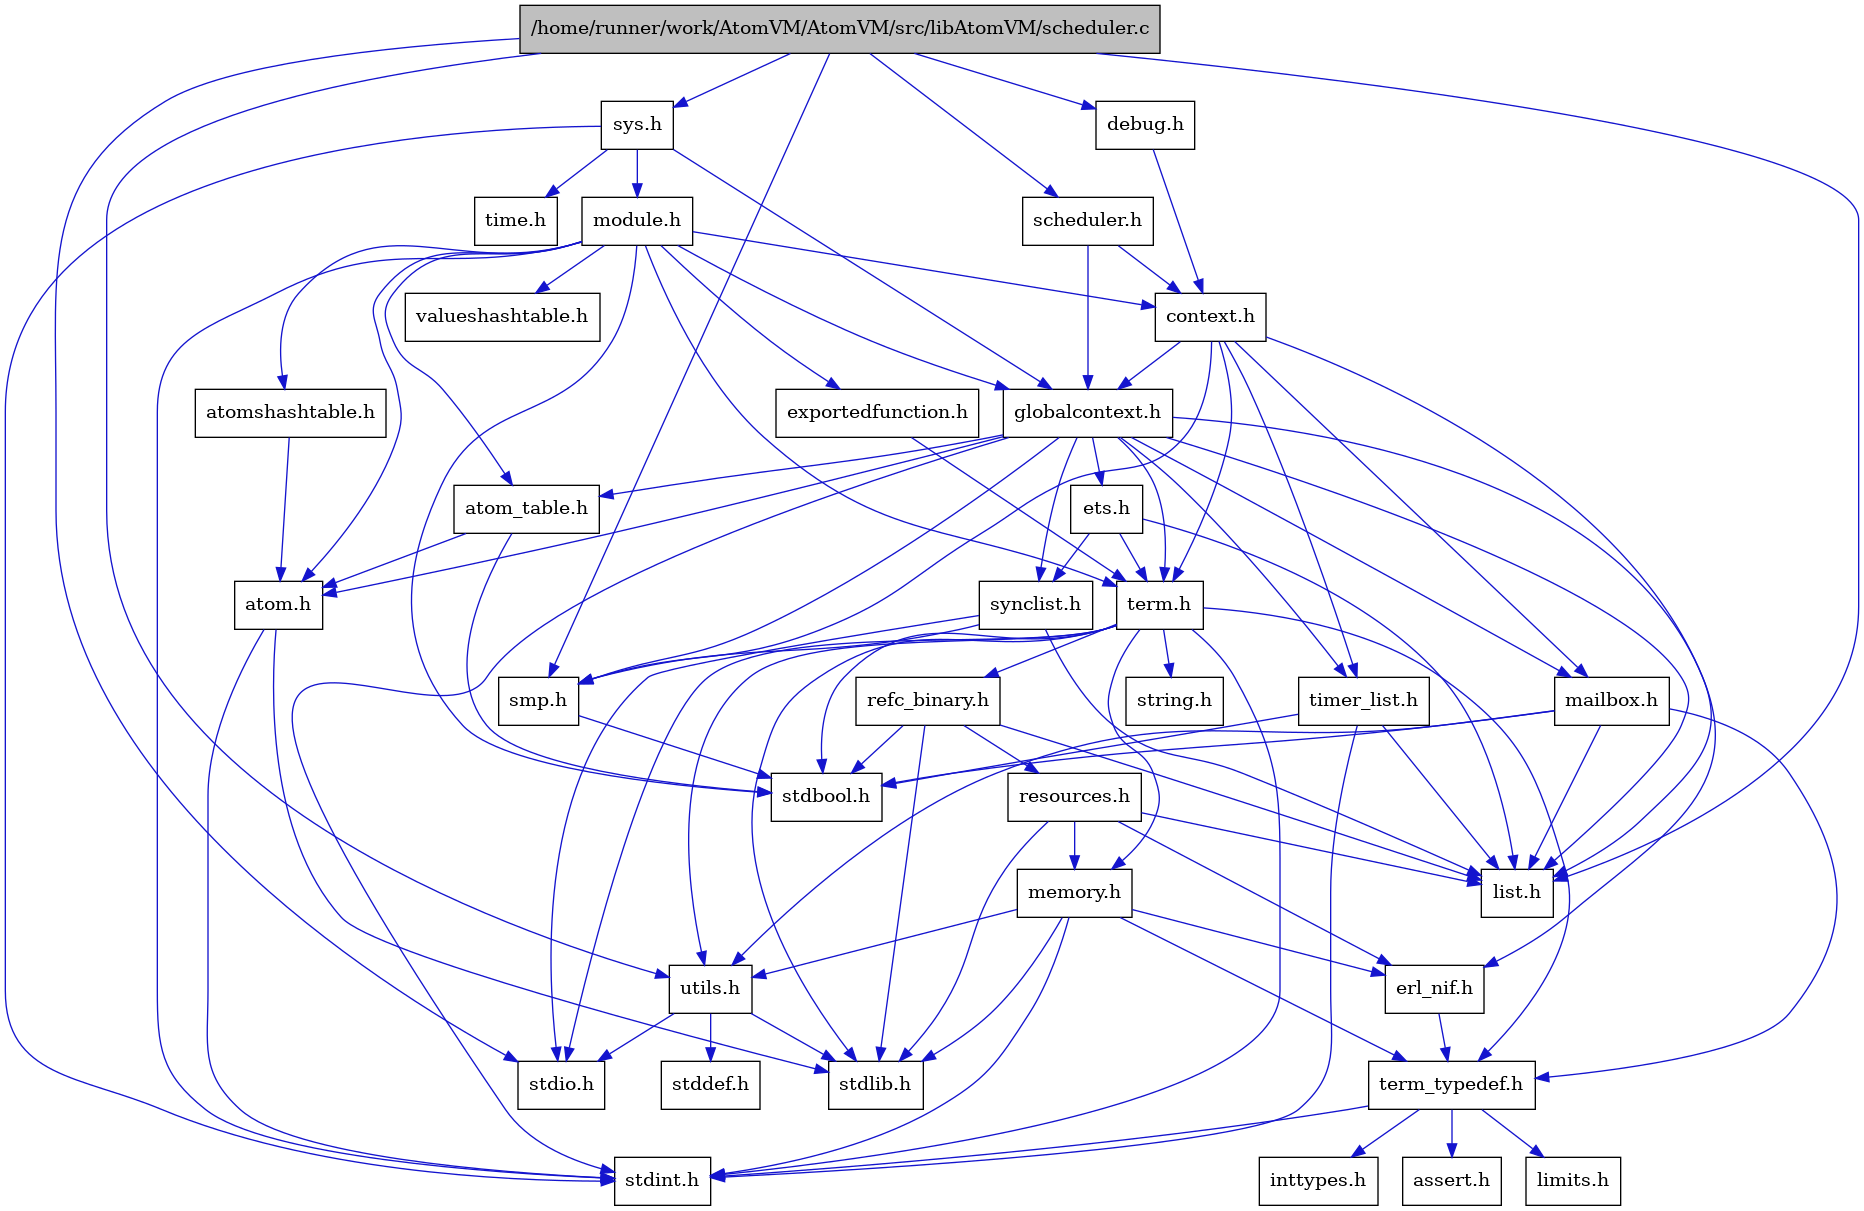 /home/runner/work/AtomVM/AtomVM/src/libAtomVM/scheduler.c
sys.h
debug.h
time.h
module.h
scheduler.h
valueshashtable.h
context.h
atomshashtable.h
exportedfunction.h
globalcontext.h
atom_table.h
ets.h
atom.h
synclist.h
term.h
smp.h
refc_binary.h
string.h
timer_list.h
mailbox.h
stdbool.h
resources.h
memory.h
list.h
utils.h
erl_nif.h
stdio.h
stddef.h
stdlib.h
term_typedef.h
stdint.h
inttypes.h
assert.h
limits.h